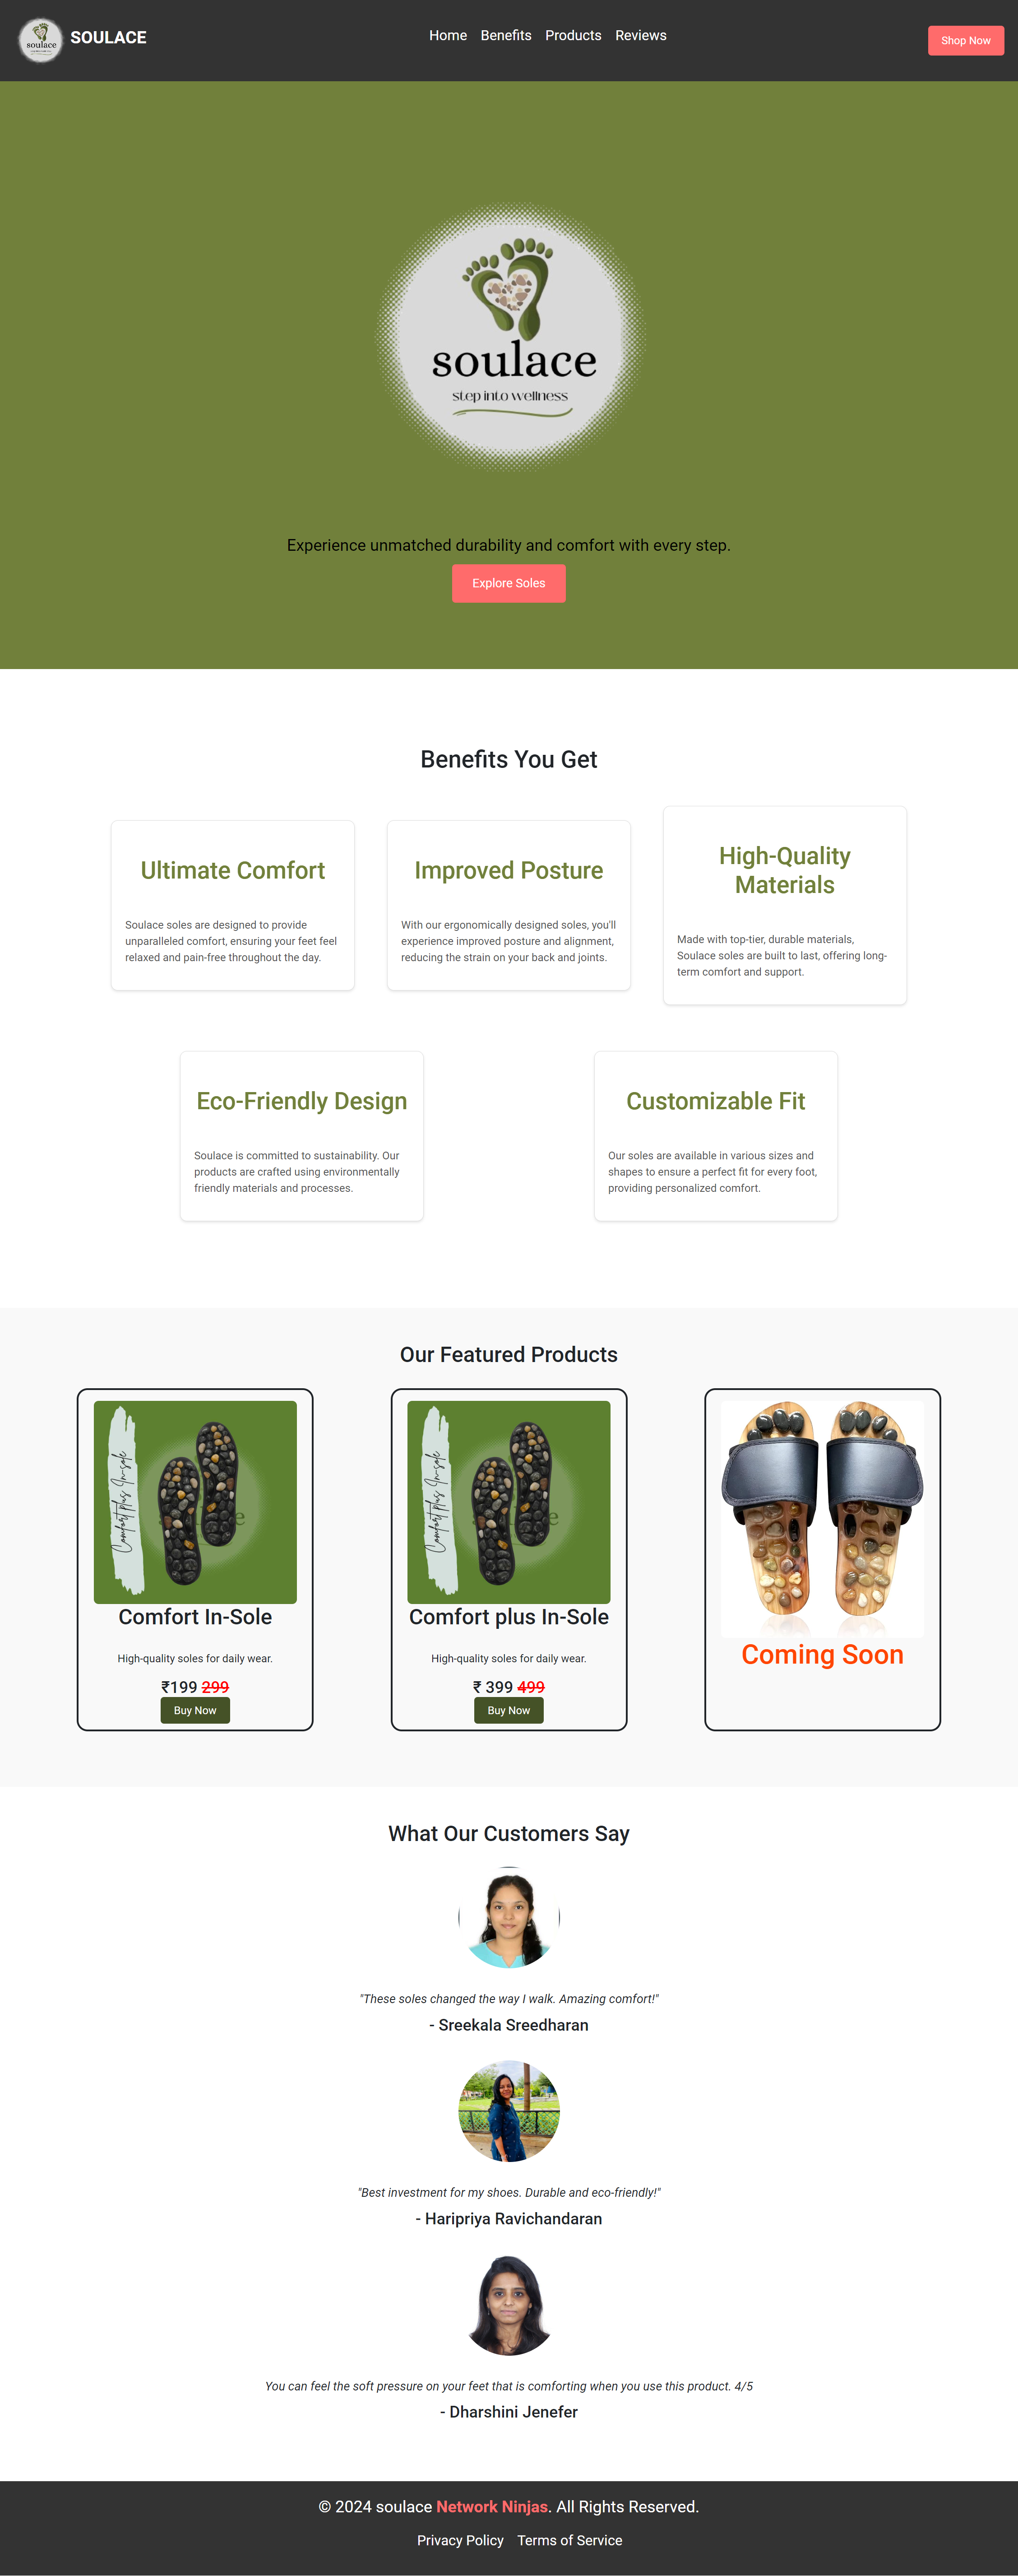 soulace
SOULACE
Home Benefits Products Reviews
Shop Now
soulace
step into wellness
Experience unmatched durability and comfort with every step.
Explore Soles
Benefits You Get
Ultimate Comfort
Soulace soles are designed to provide
unparalleled comfort, ensuring your feet feel
relaxed and pain-free throughout the day.
Improved Posture
With our ergonomically designed soles, you'll
experience improved posture and alignment,
reducing the strain on your back and joints.
High-Quality
Materials
Made with top-tier, durable materials,
Soulace soles are built to last, offering long-
term comfort and support.
Eco-Friendly Design
Soulace is committed to sustainability. Our
products are crafted using environmentally
friendly materials and processes.
Customizable Fit
Our soles are available in various sizes and
shapes to ensure a perfect fit for every foot,
providing personalized comfort.
Our Featured Products
Comfort plus In-sole
Comfort In-Sole
High-quality soles for daily wear.
₹199 299
Buy Now
Comfort plus In-sole
Comfort plus In-Sole
High-quality soles for daily wear.
₹ 399 499
Buy Now
Coming Soon
What Our Customers Say
"These soles changed the way I walk. Amazing comfort!"
- Sreekala Sreedharan
"Best investment for my shoes. Durable and eco-friendly!"
- Haripriya Ravichandaran
You can feel the soft pressure on your feet that is comforting when you use this product. 4/5
- Dharshini Jenefer
© 2024 soulace Network Ninjas. All Rights Reserved.
Privacy Policy Terms of Service